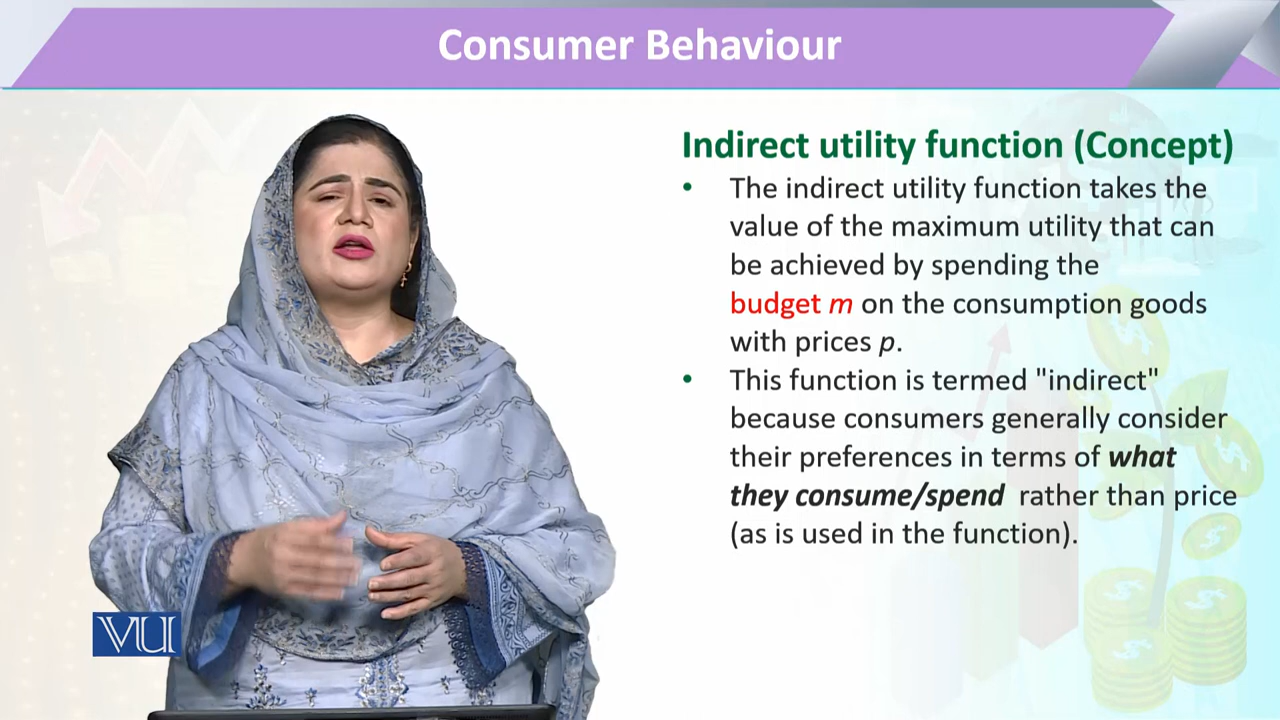 Consumer Behaviour
Indirect utility function (Concept)
• The indirect utility function takes the
value of the maximum utility that can
be achieved by spending the
budget m on the consumption goods
with prices p.
• This function is termed "indirect"
because consumers generally consider
their preferences in terms of what
they consume/spend rather than price
(as is used in the function).
VU